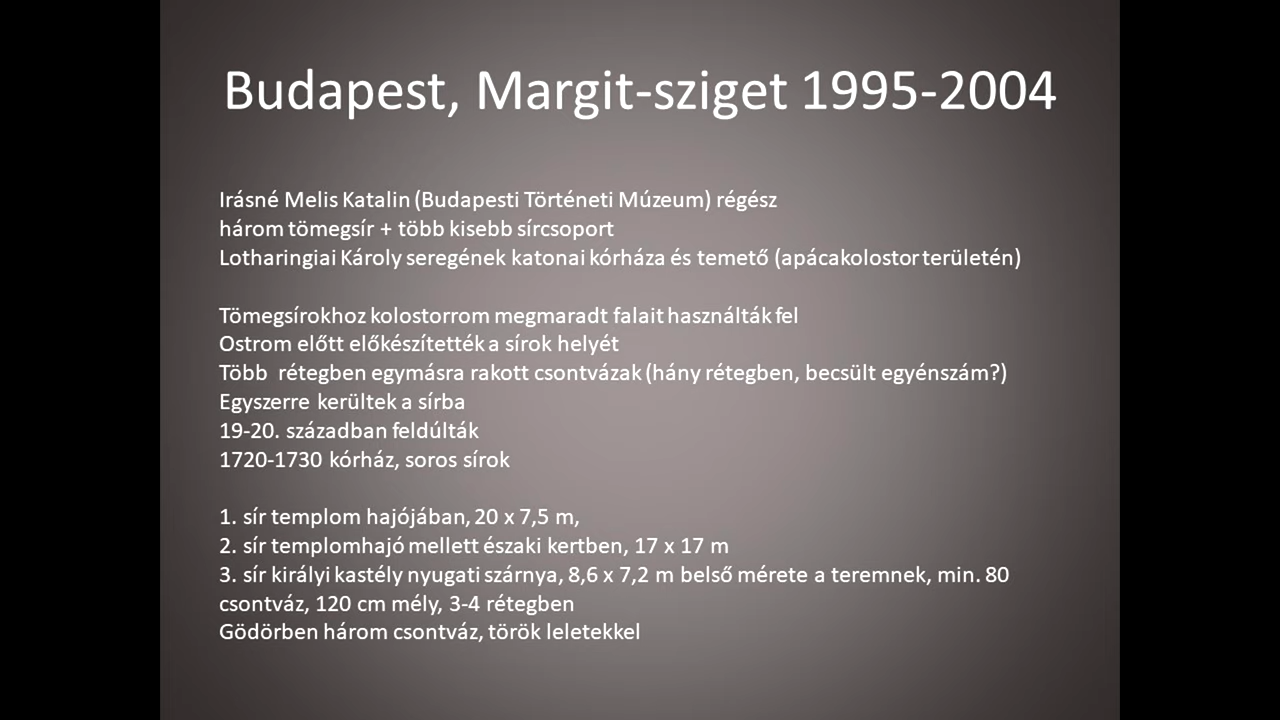 Budapest, Margit-sziget 1995-2004
Irásné Melis Katalin (Budapesti Történeti Múzeum) régész
három tömegsír + több kisebb sírcsoport
Lotharingiai Károly seregének katonai kórháza és temető (apácakolostor területén)
Tömegsírokhoz kolostorrom megmaradt falait használták fel
Ostrom előtt előkészítették a sírok helyét
Több rétegben egymásra rakott csontvázak (hány rétegben, becsült egyénszám?)
Egyszerre kerültek a sírba
19-20. században feldúlták
1720-1730 kórház, soros sírok
1. sír templom hajójában, 20 x 7,5 m,
2. sír templomhajó mellett északi kertben, 17 x 17 m
3. sír királyi kastély nyugati szárnya, 8,6 x 7,2 m belső mérete a teremnek, min. 80
csontváz, 120 cm mély, 3-4 rétegben
Gödörben három csontváz, török leletekkel